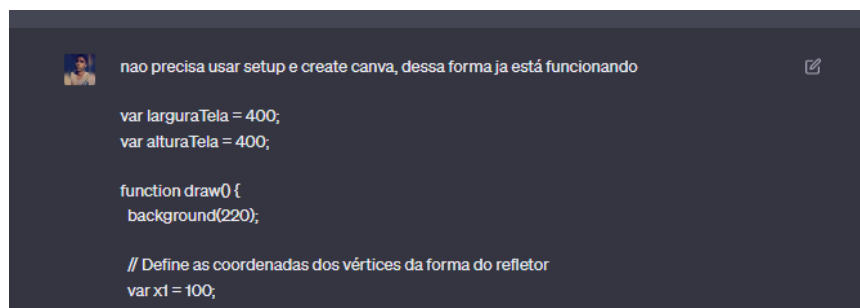 nao precisa usar setup e create canva, dessa forma ja está funcionando
var larguraTela = 400;
var alturaTela = 400;
function draw() {
background(220);
// Define as coordenadas dos vértices da forma do refletor
var x1 = 100;